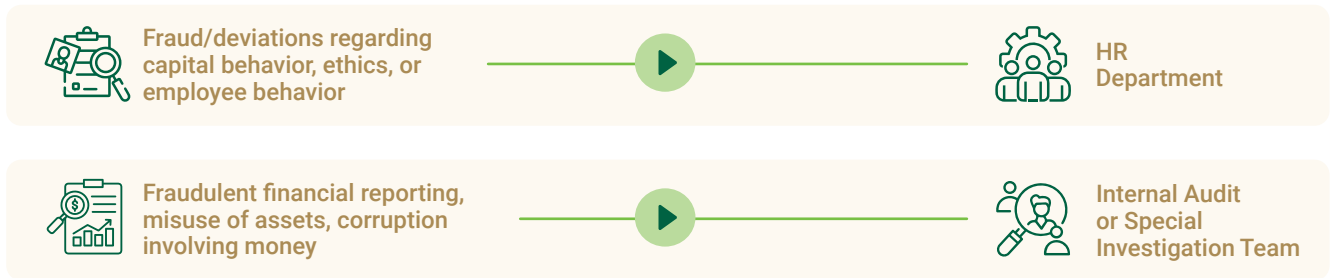 Fraud/deviations regarding
capital behavior, ethics, or
employee behavior
HR
Department
Fraudulent financial reporting,
misuse of assets, corruption
involving money
Internal Audit
or Special
Investigation Team